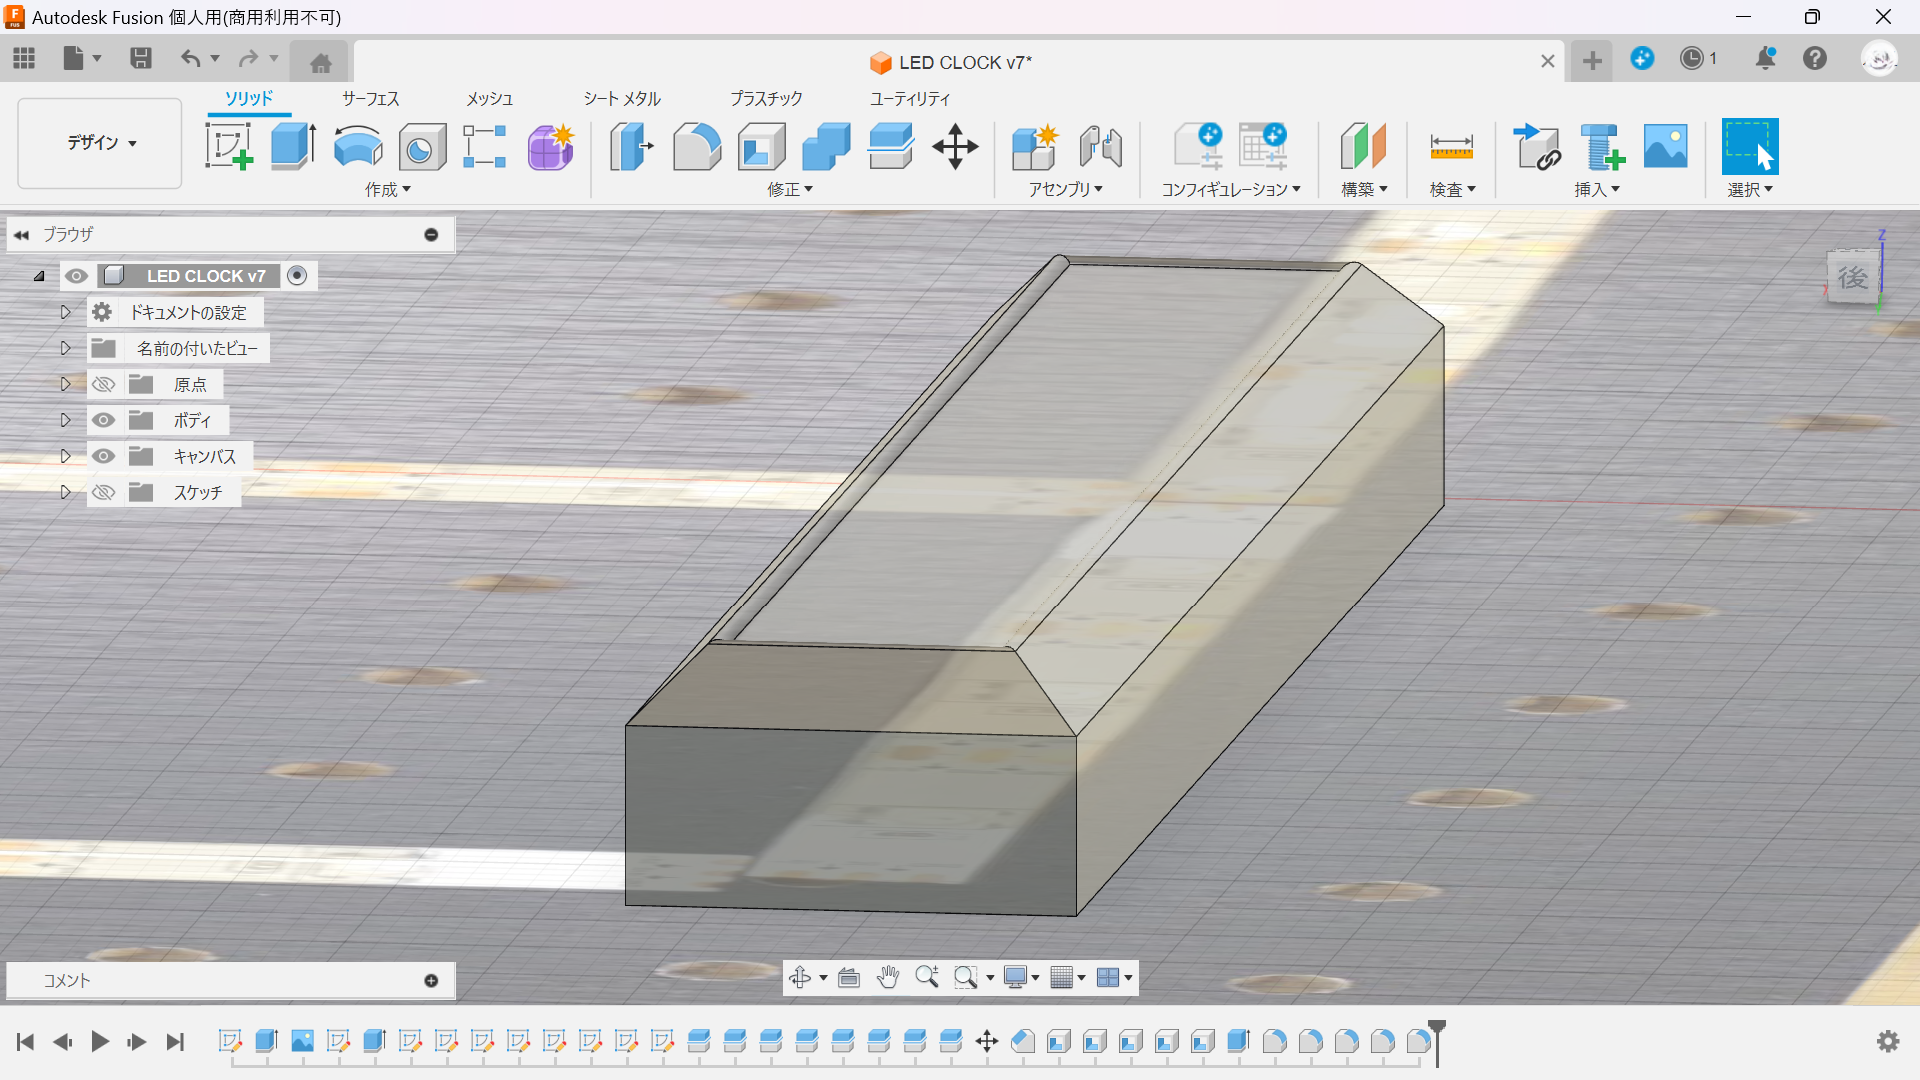 Autodesk Fusion 個人用(商用利用不可)
LED CLOCK v7*
1
デザイン
ソリッド
サーフェス
メッシュ
シート メタル
プラスチック
ユーティリティ
作成
修正
アセンブリ
コンフィギュレーション
構築
検査
挿入
選択
ブラウザ
LED CLOCK v7
ドキュメントの設定
名前の付いたビュー
原点
ボディ
キャンバス
スケッチ
Z
後
コメント